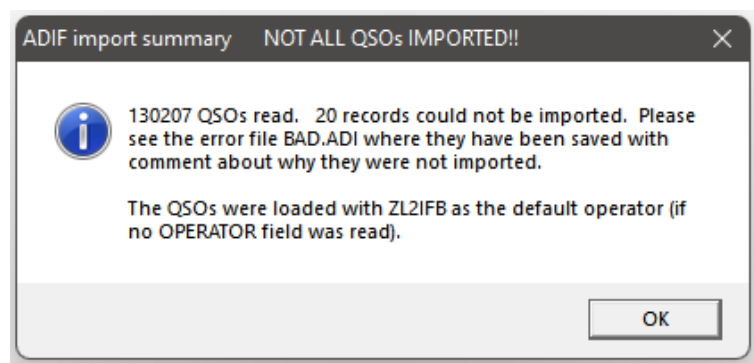 ADIF import summary NOT ALL QSOs IMPORTED!!
130207 QSOs read. 20 records could not be imported. Please
see the error file BAD.ADI where they have been saved with
comment about why they were not imported.
The QSOs were loaded with ZL2IFB as the default operator (if
no OPERATOR field was read).
OK